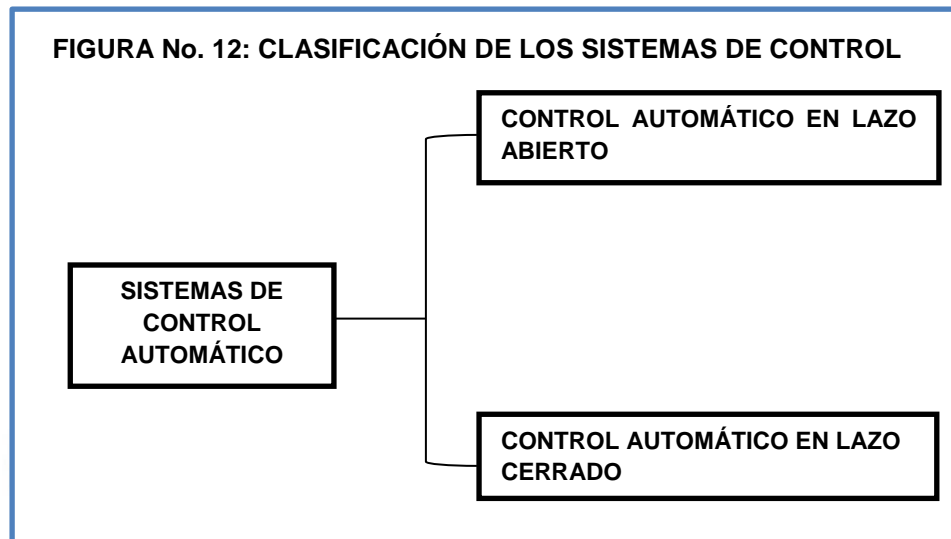 FIGURA No. 12: CLASIFICACIÓN DE LOS SISTEMAS DE CONTROL
CONTROL AUTOMÁTICO EN LAZO
ABIERTO
SISTEMAS DE
CONTROL
AUTOMÁTICO
CONTROL AUTOMÁTICO EN LAZO
CERRADO